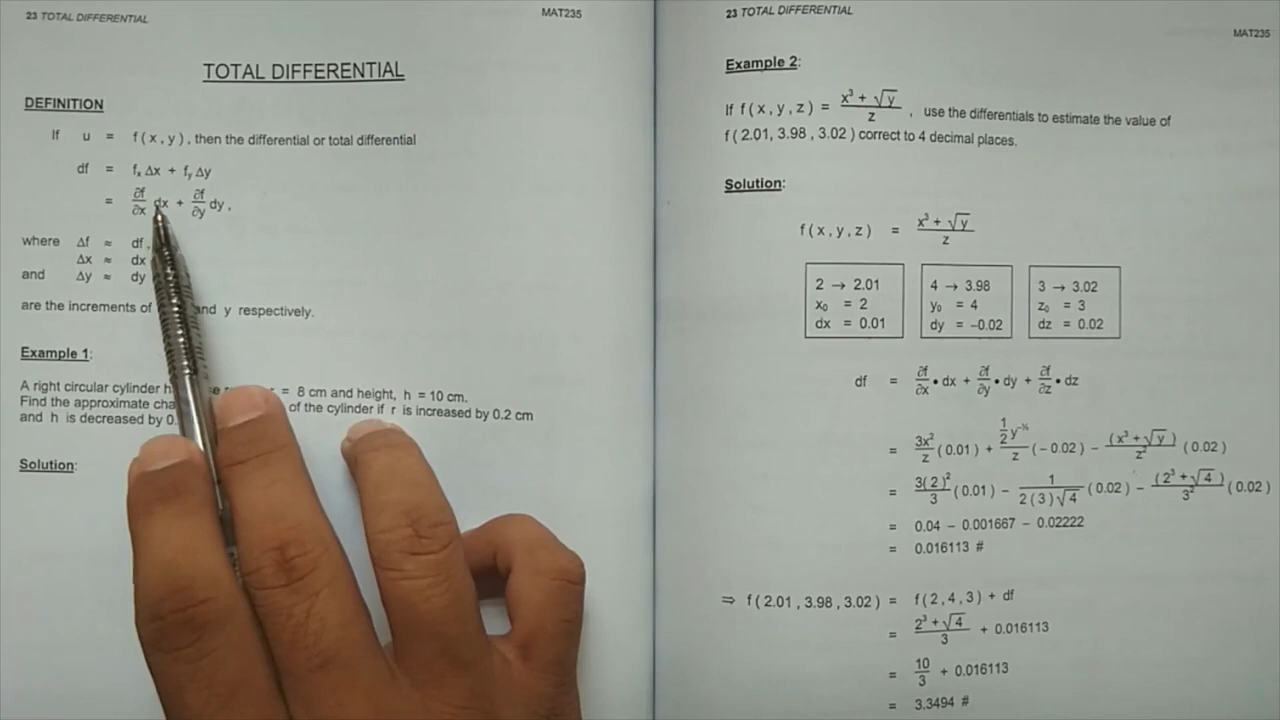 23 TOTAL DIFFERENTIAL MAT235
TOTAL DIFFERENTIAL
DEFINITION
If u = f ( x , y ) , then the differential or total differential
df = fₓ Δx + f_y Δy
= ∂f/∂x dx + ∂f/∂y dy ,
where Δf ≈ df ,
Δx ≈ dx
and Δy ≈ dy
are the increments of and y respectively.
Example 1:
A right circular cylinder = 8 cm and height, h = 10 cm.
Find the approximate of the cylinder if r is increased by 0.2 cm
and h is decreased by
Solution:
23 TOTAL DIFFERENTIAL
MAT235
Example 2:
If f ( x , y , z ) = (x³ + √y)/z , use the differentials to estimate the value of
f ( 2.01, 3.98 , 3.02 ) correct to 4 decimal places.
Solution:
f ( x , y , z ) = (x³ + √y)/z
2 → 2.01
x₀ = 2
dx = 0.01
4 → 3.98
y₀ = 4
dy = –0.02
3 → 3.02
z₀ = 3
dz = 0.02
df = ∂f/∂x • dx + ∂f/∂y • dy + ∂f/∂z • dz
= 3x²/z ( 0.01 ) + ½y^(-½)/z ( – 0.02 ) – ( x³ + √y )/z² ( 0.02 )
= 3( 2 )²/3 ( 0.01 ) – 1/(2 ( 3 ) √4) ( 0.02 ) – ( 2³ + √4 )/3² ( 0.02 )
= 0.04 – 0.001667 – 0.02222
= 0.016113 #
⇒ f ( 2.01 , 3.98 , 3.02 ) = f ( 2 , 4 , 3 ) + df
= (2³ + √4)/3 + 0.016113
= 10/3 + 0.016113
= 3.3494 #